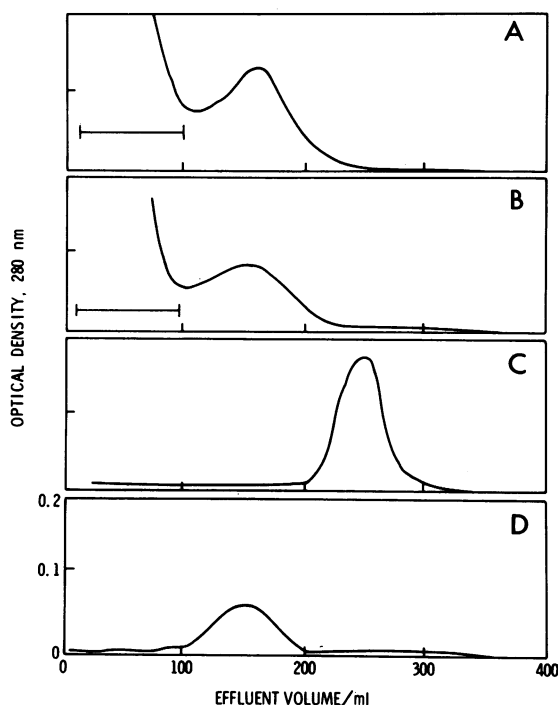 A
B
C
D
OPTICAL DENSITY, 280 nm
0.2
0.1
0
0
100
200
300
400
EFFLUENT VOLUME/ml